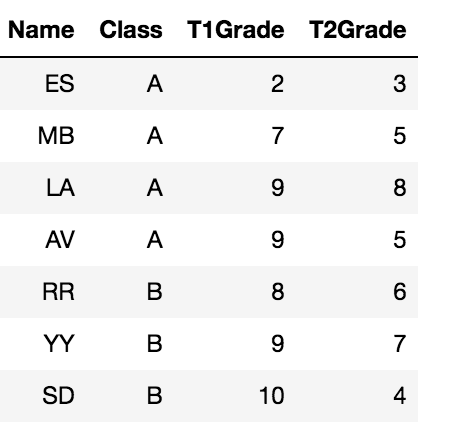 Name Class T1Grade T2Grade
ES A 2 3
MB A 7 5
LA A 9 8
AV A 9 5
RR B 8 6
YY B 9 7
SD B 10 4